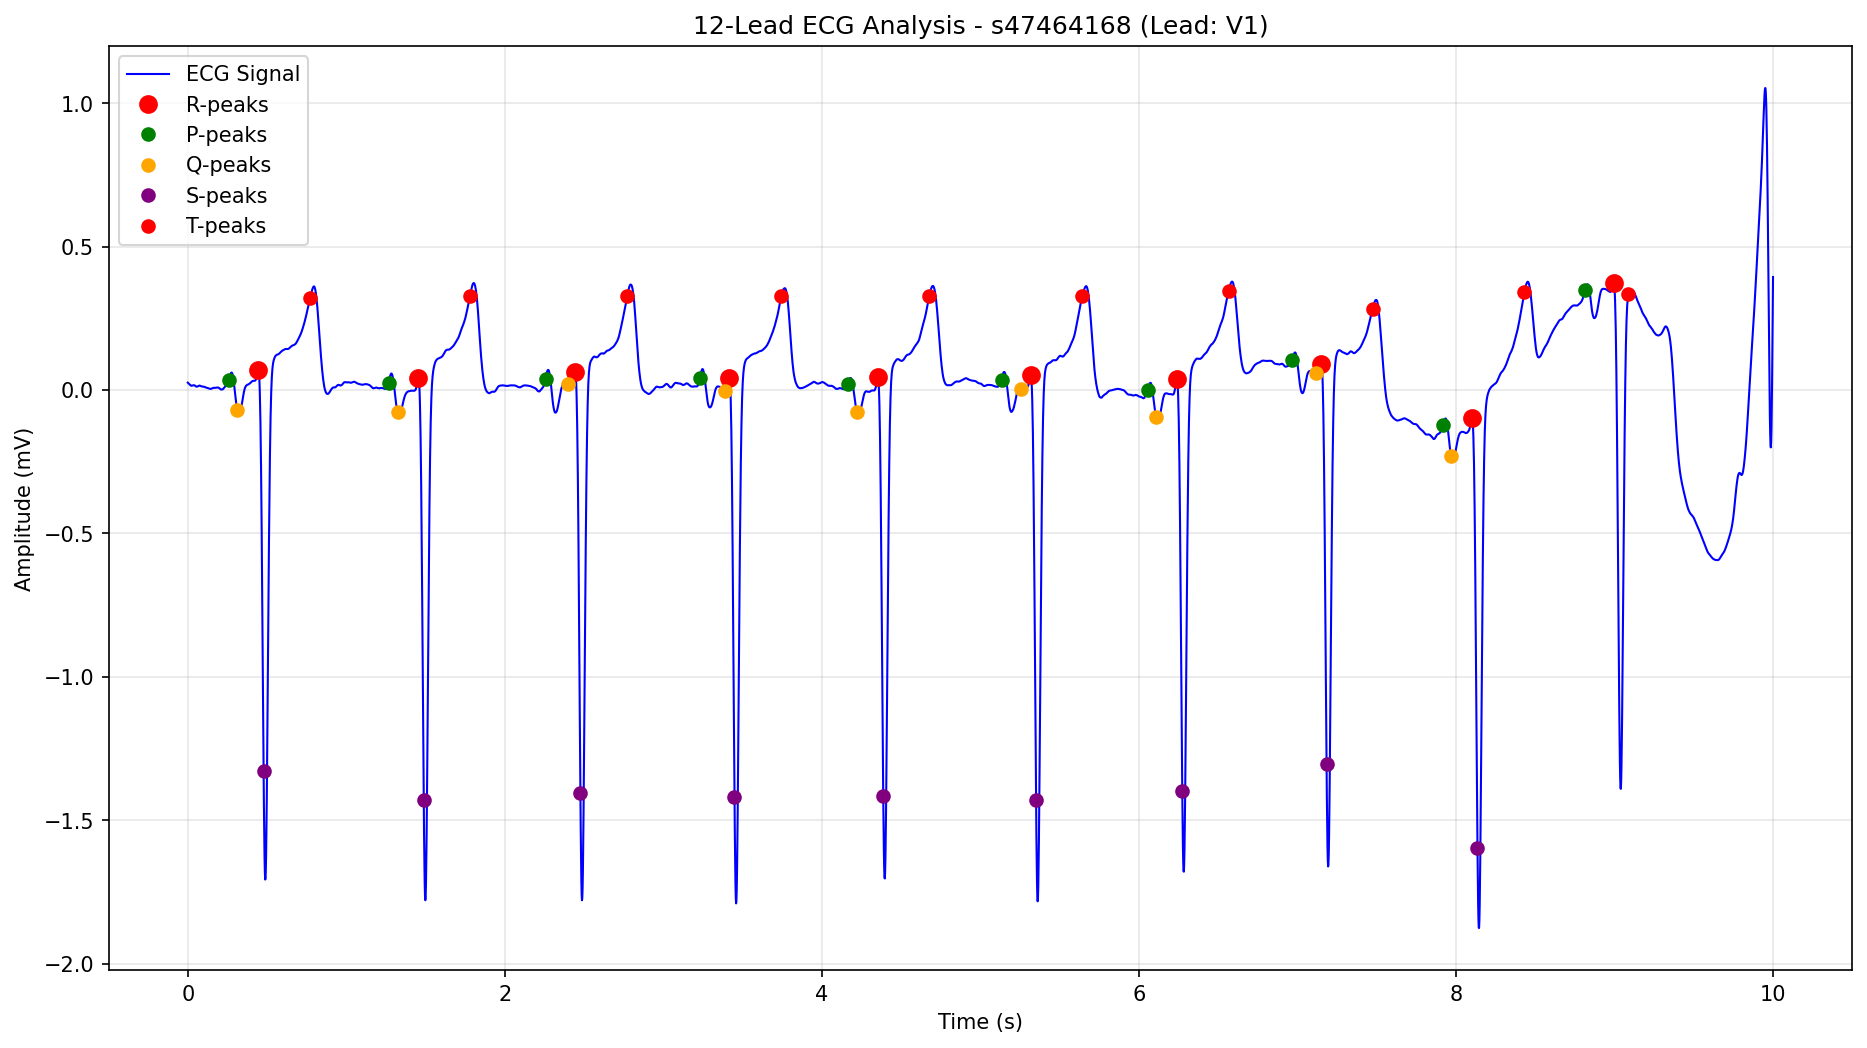 12-Lead ECG Analysis - s47464168 (Lead: V1)
ECG Signal
R-peaks
P-peaks
Q-peaks
S-peaks
T-peaks
1.0
0.5
0.0
−0.5
−1.0
−1.5
−2.0
Amplitude (mV)
0 2 4 6 8 10
Time (s)